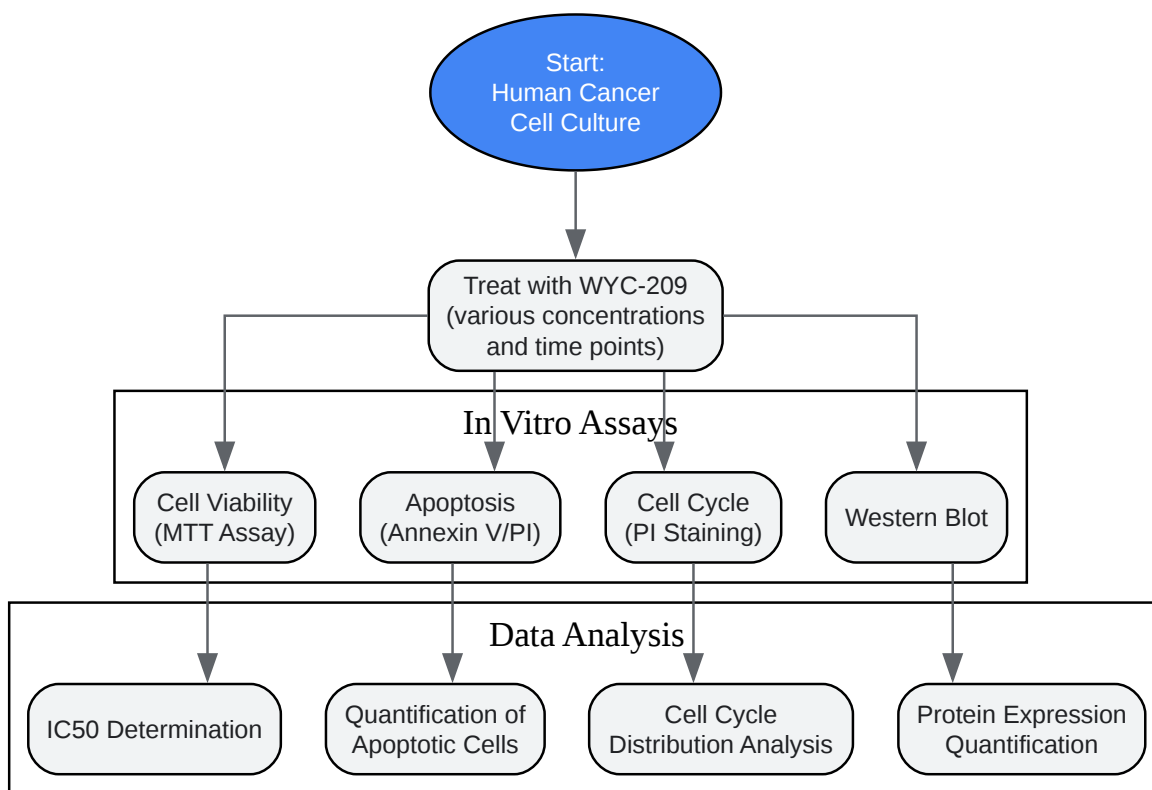 Start:
Human Cancer
Cell Culture
Treat with WYC-209
(various concentrations
and time points)
In Vitro Assays
Cell Viability
(MTT Assay)
Apoptosis
(Annexin V/PI)
Cell Cycle
(PI Staining)
Western Blot
Data Analysis
IC50 Determination
Quantification of
Apoptotic Cells
Cell Cycle
Distribution Analysis
Protein Expression
Quantification